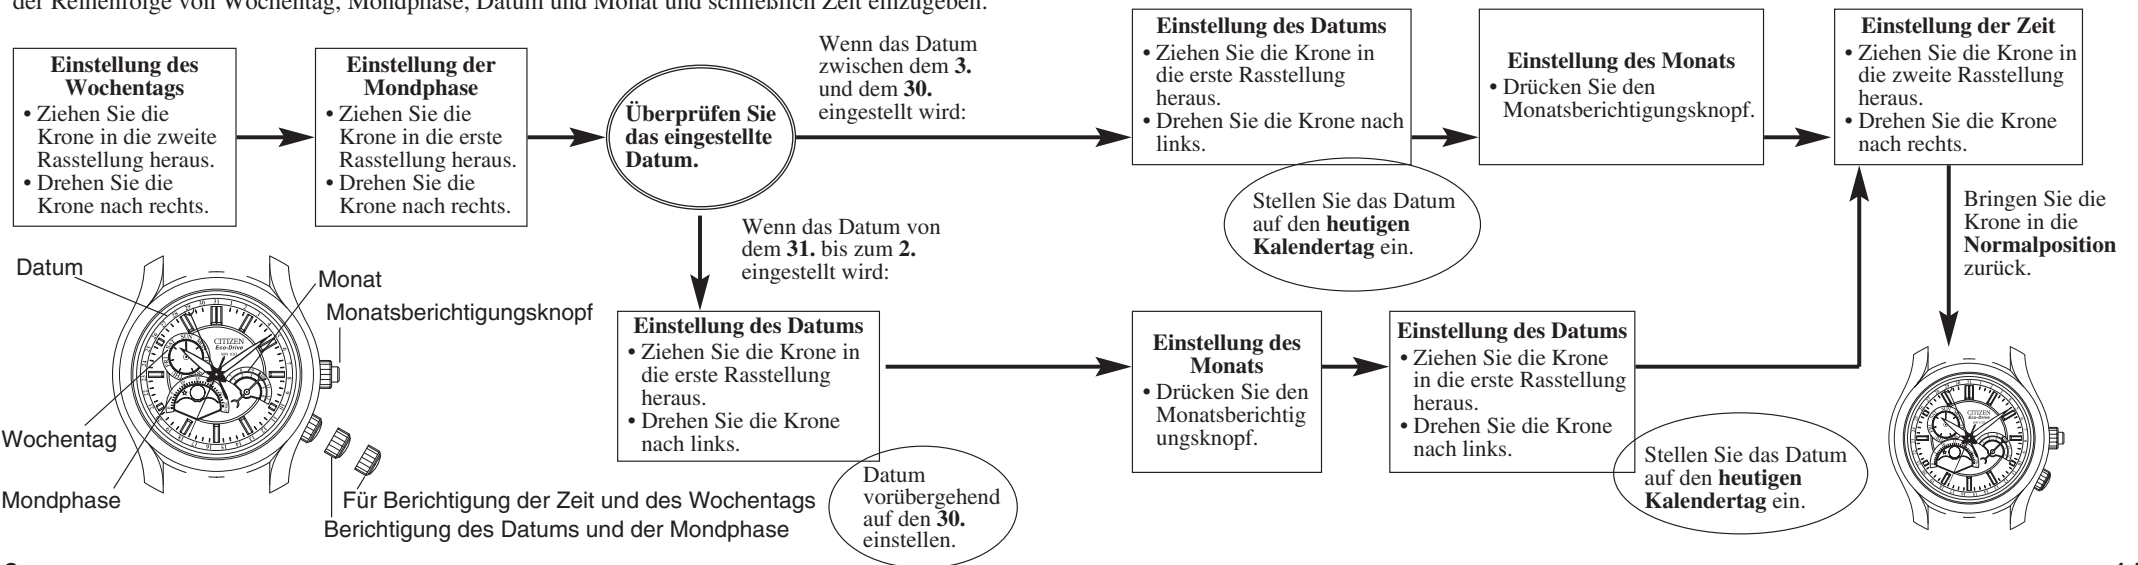 der Reihenfolge von Wochentag, Mondphase, Datum und Monat und schließlich Zeit einzugeben.
Einstellung des
Wochentags
• Ziehen Sie die
Krone in die zweite
Rasstellung heraus.
• Drehen Sie die
Krone nach rechts.
Einstellung der
Mondphase
• Ziehen Sie die
Krone in die erste
Rasstellung heraus.
• Drehen Sie die
Krone nach rechts.
Überprüfen Sie
das eingestellte
Datum.
Wenn das Datum
zwischen dem 3.
und dem 30.
eingestellt wird:
Einstellung des Datums
• Ziehen Sie die Krone in
die erste Rasstellung
heraus.
• Drehen Sie die Krone nach
links.
Stellen Sie das Datum
auf den heutigen
Kalendertag ein.
Einstellung des Monats
• Drücken Sie den
Monatsberichtigungsknopf.
Einstellung der Zeit
• Ziehen Sie die Krone in
die zweite Rasstellung
heraus.
• Drehen Sie die Krone
nach rechts.
Bringen Sie die
Krone in die
Normalposition
zurück.
Wenn das Datum von
dem 31. bis zum 2.
eingestellt wird:
Einstellung des Datums
• Ziehen Sie die Krone in
die erste Rasstellung
heraus.
• Drehen Sie die Krone
nach links.
Datum
vorübergehend
auf den 30.
einstellen.
Einstellung des
Monats
• Drücken Sie den
Monatsberichtig
ungsknopf.
Einstellung des Datums
• Ziehen Sie die Krone
in die erste Rasstellung
heraus.
• Drehen Sie die Krone
nach links.
Stellen Sie das Datum
auf den heutigen
Kalendertag ein.
Datum
Monat
Monatsberichtigungsknopf
Wochentag
Mondphase
Für Berichtigung der Zeit und des Wochentags
Berichtigung des Datums und der Mondphase
CITIZEN
Eco-Drive
CITIZEN
Eco-Drive